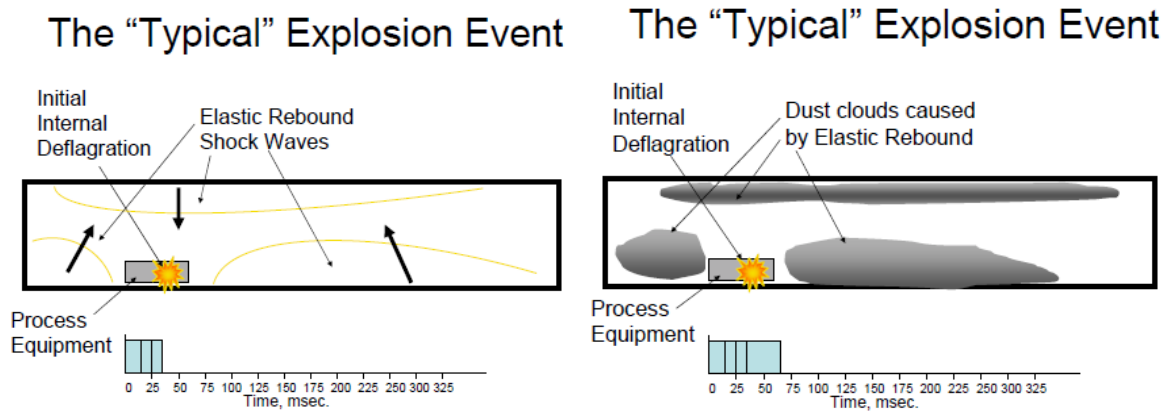 The “Typical” Explosion Event
Initial
Internal
Deflagration
Elastic Rebound
Shock Waves
Process
Equipment
0 25 50 75 100 125 150 175 200 225 250 300 325
Time, msec.
The “Typical” Explosion Event
Initial
Internal
Deflagration
Dust clouds caused
by Elastic Rebound
Process
Equipment
0 25 50 75 100 125 150 175 200 225 250 300 325
Time, msec.